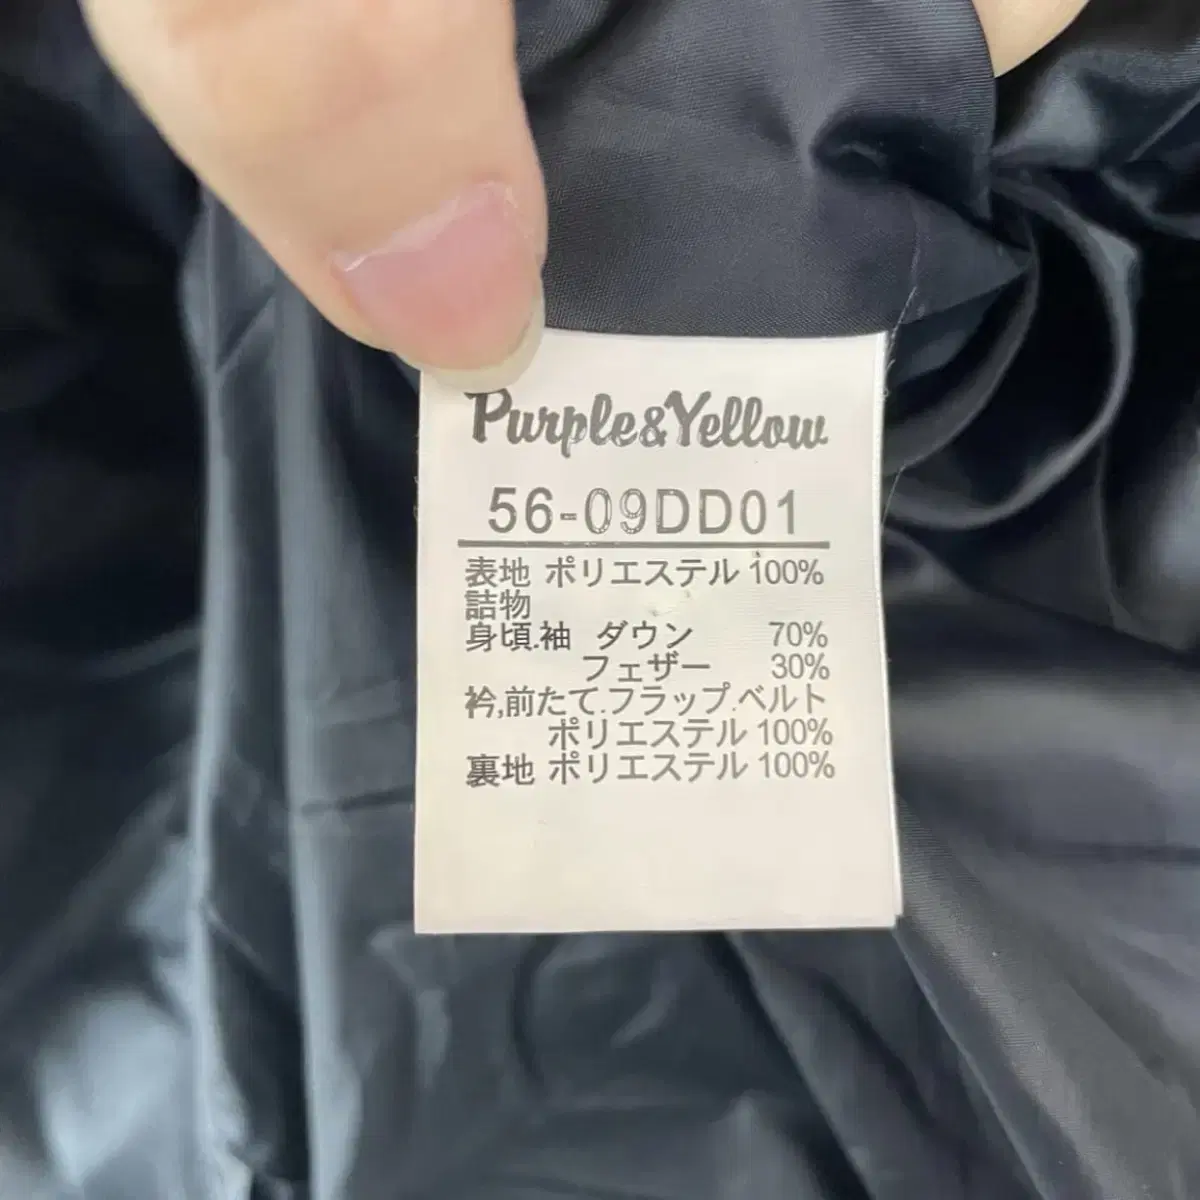 Purple&Yellow
56-09DD01
表地 ポリエステル 100%
詰物
身頃.袖 ダウン 70%
フェザー 30%
衿,前たて.フラップ.ベルト
ポリエステル 100%
裏地 ポリエステル 100%